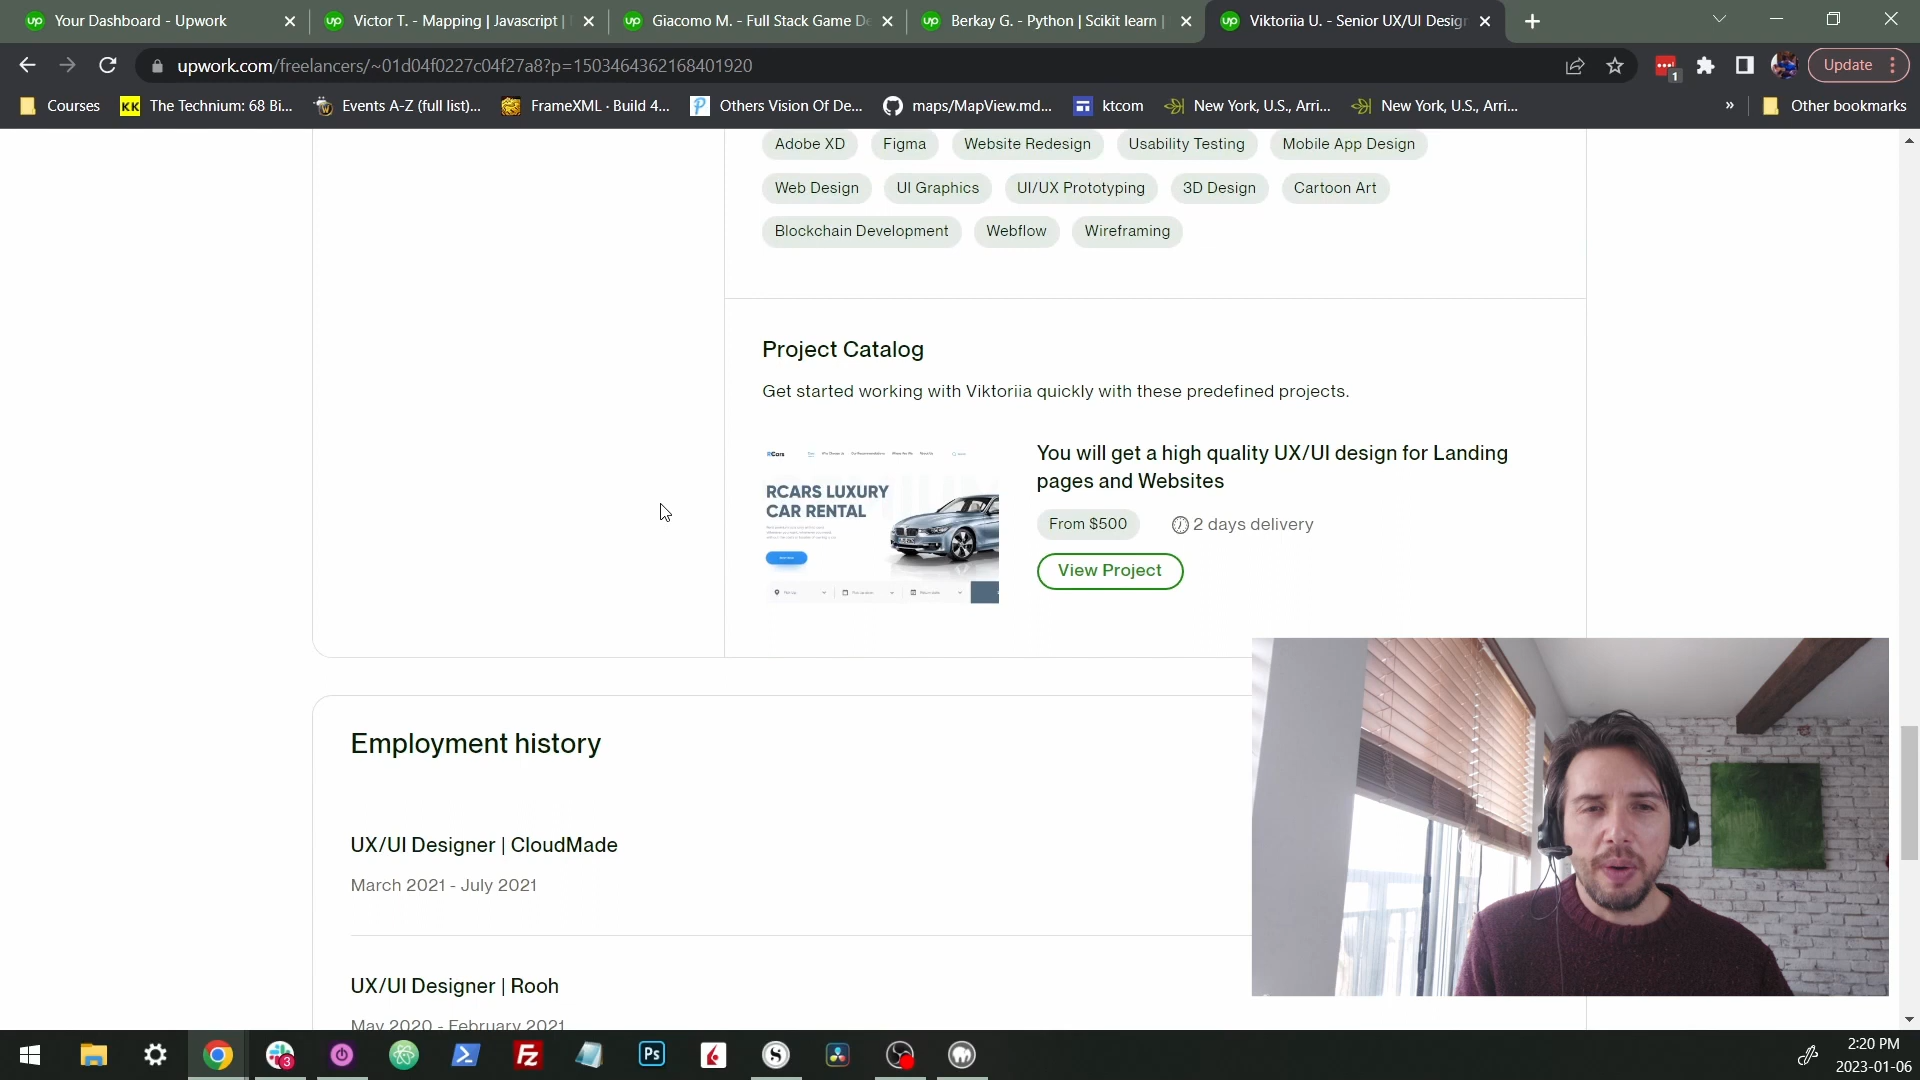 Your Dashboard - Upwork
Victor T. - Mapping | Javascript |
Giacomo M. - Full Stack Game De
Berkay G. - Python | Scikit learn |
Viktoriia U. - Senior UX/UI Design
upwork.com/freelancers/~01d04f0227c04f27a8?p=1503464362168401920
1
Update
Courses
KK The Technium: 68 Bi...
Events A-Z (full list)...
FrameXML · Build 4...
Others Vision Of De...
maps/MapView.md...
ktcom
New York, U.S., Arri...
New York, U.S., Arri...
»
Other bookmarks
Adobe XD Figma Website Redesign Usability Testing Mobile App Design
Web Design UI Graphics UI/UX Prototyping 3D Design Cartoon Art
Blockchain Development Webflow Wireframing
Project Catalog
Get started working with Viktoriia quickly with these predefined projects.
RCars
RCARS LUXURY
CAR RENTAL
You will get a high quality UX/UI design for Landing
pages and Websites
From $500 2 days delivery
View Project
Employment history
UX/UI Designer | CloudMade
March 2021 - July 2021
UX/UI Designer | Rooh
May 2020 - February 2021
3
Fz
Ps
S
2:20 PM
2023-01-06